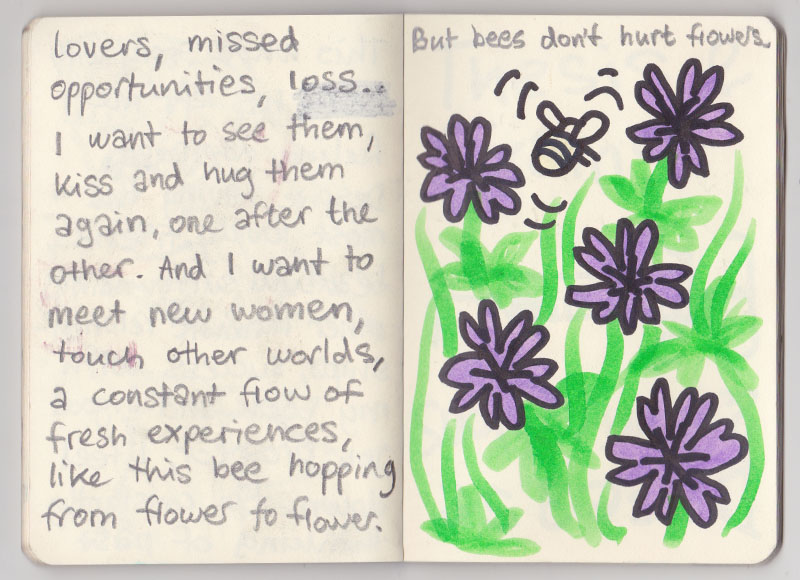 lovers, missed
opportunities, loss..
I want to see them,
kiss and hug them
again, one after the
other. And I want to
meet new women,
touch other worlds,
a constant flow of
fresh experiences,
like this bee hopping
from flower to flower.
But bees don't hurt flowers.